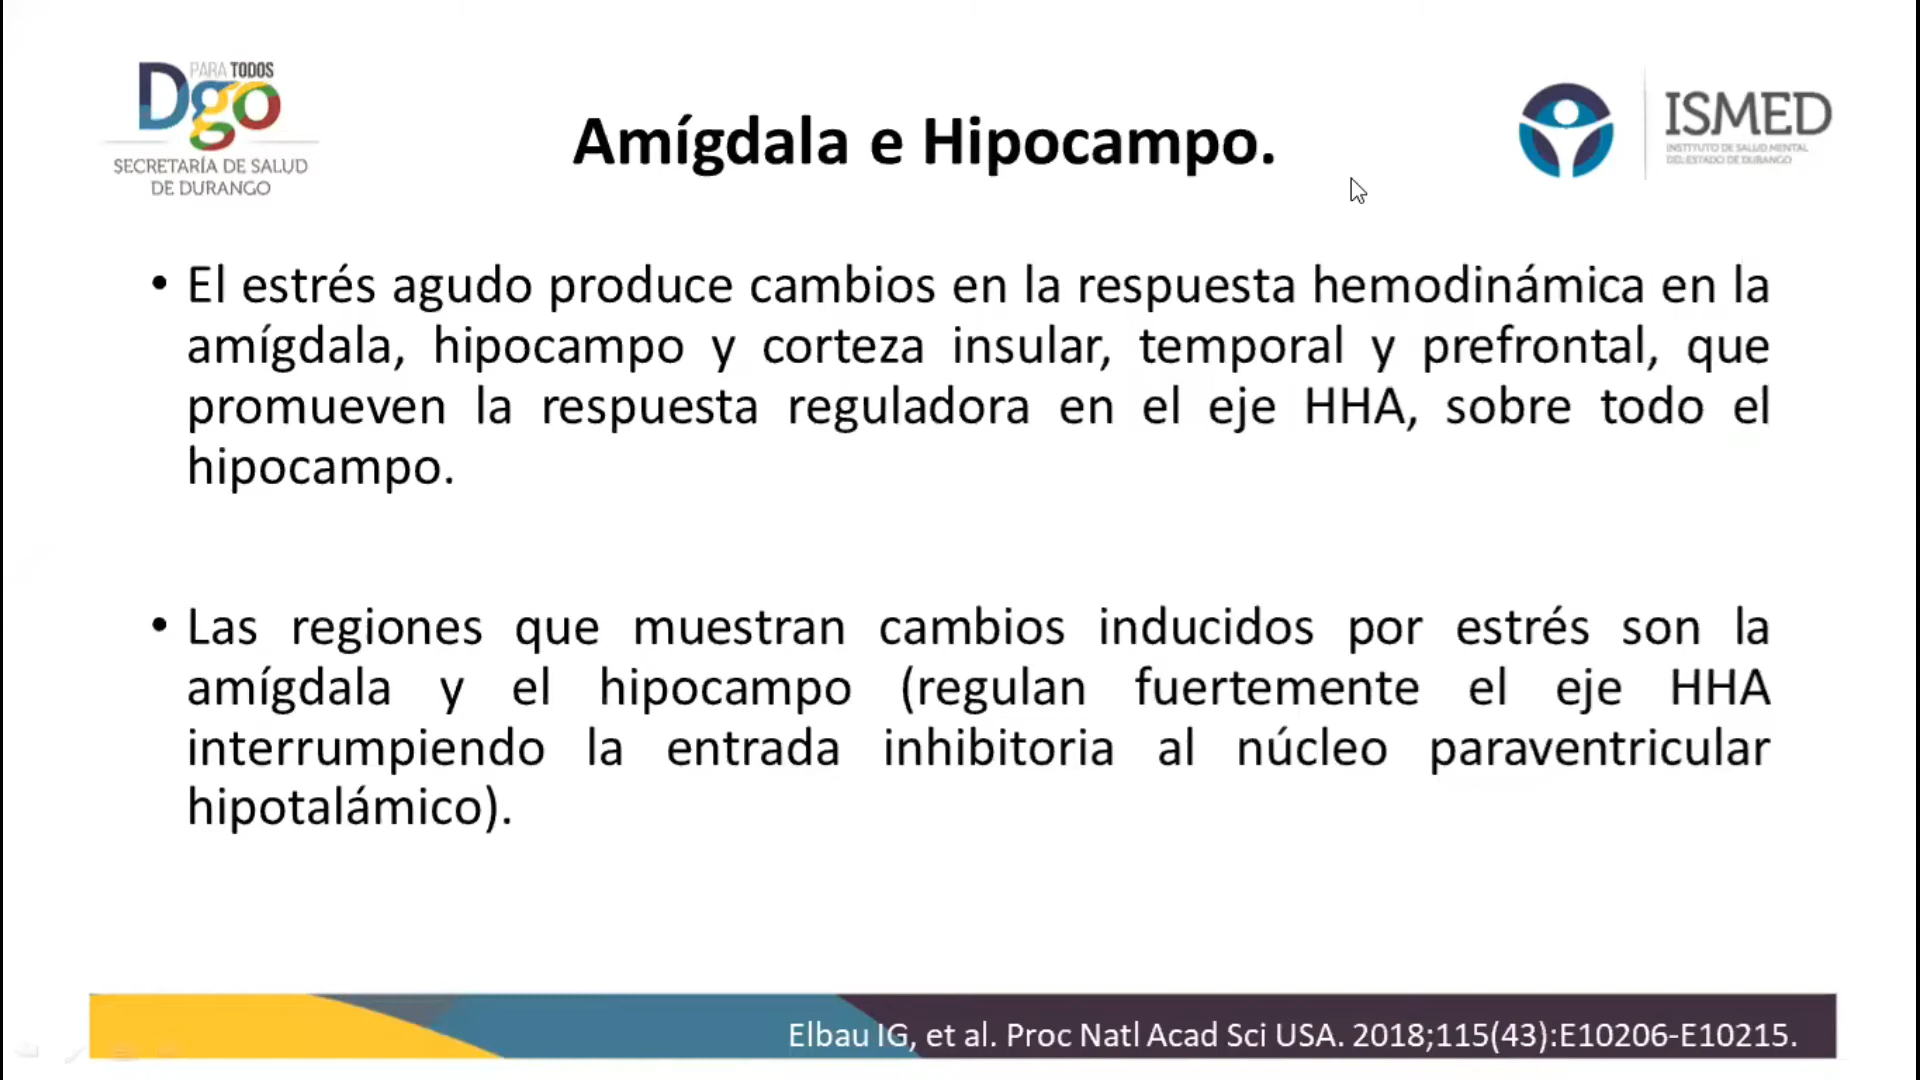 PARA TODOS
Dgo
SECRETARÍA DE SALUD
DE DURANGO
Amígdala e Hipocampo.
ISMED
INSTITUTO DE SALUD MENTAL
DEL ESTADO DE DURANGO
• El estrés agudo produce cambios en la respuesta hemodinámica en la
amígdala, hipocampo y corteza insular, temporal y prefrontal, que
promueven la respuesta reguladora en el eje HHA, sobre todo el
hipocampo.
• Las regiones que muestran cambios inducidos por estrés son la
amígdala y el hipocampo (regulan fuertemente el eje HHA
interrumpiendo la entrada inhibitoria al núcleo paraventricular
hipotalámico).
Elbau IG, et al. Proc Natl Acad Sci USA. 2018;115(43):E10206-E10215.